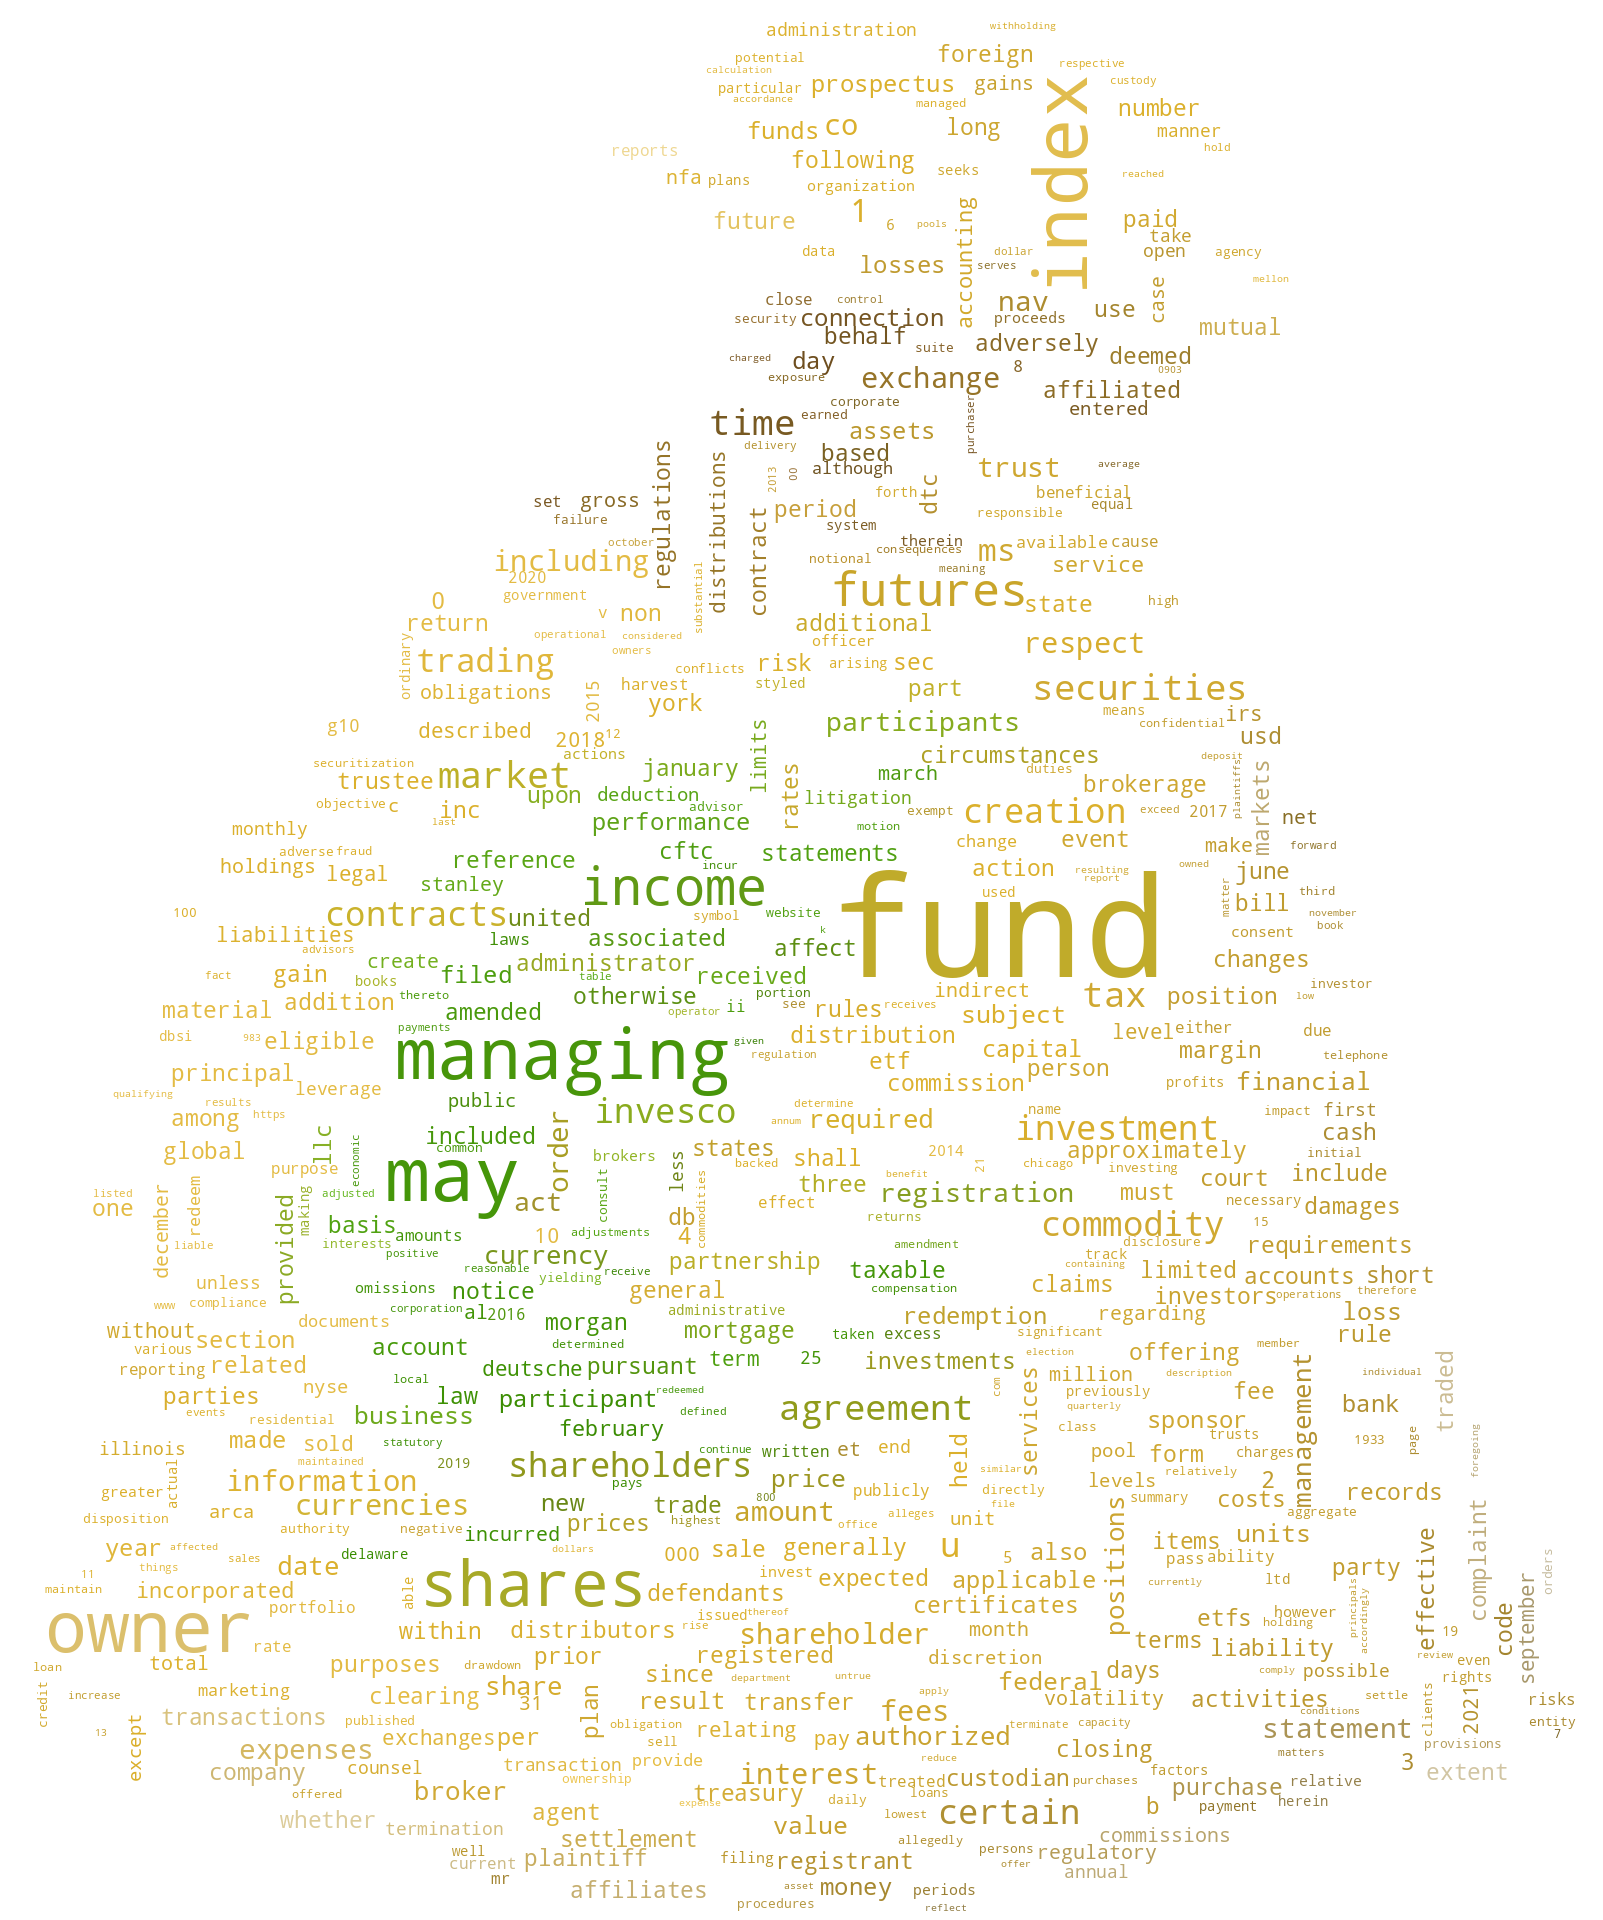 withholding
administration
foreign
potential
respective
calculation
custody
particular
prospectus
gains
accordance
managed
number
index
funds
co
long
manner
hold
reports
following
seeks
reached
nfa
plans
organization
1
future
6
pools
paid
accounting
take
data
dollar
open
agency
losses
serves
mellon
close
control
nav
case
use
security
connection
proceeds
mutual
behalf
suite
adversely
charged
day
deemed
8
0903
exposure
exchange
affiliated
corporate
entered
time
earned
purchaser
assets
delivery
based
regulations
distributions
although
trust
average
2013
00
forth
dtc
beneficial
set
gross
period
responsible
equal
failure
contract
system
october
therein
available
cause
including
notional
consequences
ms
service
2020
meaning
government
substantial
futures
0
state
high
return
v
non
additional
operational
considered
officer
respect
owners
trading
ordinary
conflicts
risk
arising
sec
obligations
harvest
styled
part
securities
2015
york
means
g10
described
participants
confidential
irs
2018
12
limits
usd
actions
circumstances
deposit
securitization
january
march
duties
trustee
market
brokerage
markets
plaintiffs
upon
deduction
rates
litigation
objective
c
inc
advisor
exempt
creation
exceed
2017
last
performance
motion
net
monthly
change
event
adverse
fraud
cftc
statements
make
forward
holdings
reference
incur
action
resulting
owned
legal
stanley
report
june
income
used
matter
third
100
contracts
united
symbol
website
fund
bill
november
book
liabilities
laws
associated
k
consent
advisors
affect
create
administrator
changes
fact
gain
books
filed
table
received
indirect
investor
thereto
otherwise
portion
tax
position
low
material
addition
amended
operator
ii
see
rules
receives
subject
dbsi
983
eligible
payments
managing
given
distribution
level
either
due
regulation
etf
capital
margin
telephone
principal
leverage
commission
person
profits
financial
qualifying
results
public
determine
among
https
invesco
annum
required
name
impact
first
llc
order
investment
cash
included
common
global
economic
states
approximately
initial
purpose
brokers
backed
shall
2014
21
chicago
investing
less
listed
adjusted
may
three
benefit
registration
must
court
include
one
december
redeem
making
act
consult
commodities
effect
necessary
damages
db
returns
15
provided
basis
amounts
10
adjustments
4
commodity
liable
interests
positive
amendment
disclosure
requirements
currency
track
reasonable
receive
partnership
taxable
containing
unless
yielding
claims
limited
accounts
short
omissions
notice
general
compensation
investors
operations
therefore
www
compliance
corporation
al
2016
administrative
redemption
regarding
loss
documents
morgan
mortgage
taken
excess
significant
rule
without
section
account
determined
various
offering
member
reporting
related
deutsche
pursuant
term
25
investments
election
management
individual
local
nyse
law
participant
redeemed
com
services
million
description
traded
parties
previously
fee
bank
events
business
quarterly
residential
agreement
february
defined
class
sponsor
trusts
illinois
made
sold
statutory
continue
written
et
end
held
pool
form
charges
1933
page
foregoing
maintained
2019
shareholders
similar
relatively
actual
information
pays
price
levels
greater
publicly
directly
2
records
currencies
new
trade
800
file
summary
costs
arca
amount
alleges
aggregate
disposition
authority
negative
incurred
prices
highest
office
unit
positions
units
complaint
year
affected
delaware
dollars
000
sale
generally
u
5
also
items
effective
sales
date
pass
ability
party
orders
things
invest
expected
applicable
currently
ltd
11
maintain
incorporated
able
shares
defendants
principals
portfolio
certificates
etfs
however
accordingly
code
september
owner
issued
thereof
holding
rate
within
distributors
rise
shareholder
month
terms
liability
19
total
prior
registered
discretion
review
even
loan
purposes
drawdown
since
department
untrue
federal
days
comply
possible
rights
marketing
share
increase
clearing
31
plan
result
transfer
apply
volatility
activities
settle
2021
risks
credit
transactions
published
obligation
relating
fees
terminate
capacity
conditions
clients
entity
13
exchanges
per
sell
pay
authorized
statement
7
except
expenses
transaction
provide
reduce
closing
matters
provisions
company
counsel
ownership
interest
treated
custodian
purchases
factors
3
extent
offered
broker
treasury
loans
purchase
relative
expense
daily
payment
herein
whether
agent
lowest
certain
b
termination
value
commissions
settlement
allegedly
well
persons
regulatory
current
plaintiff
filing
registrant
offer
annual
mr
affiliates
asset
money
periods
procedures
reflect